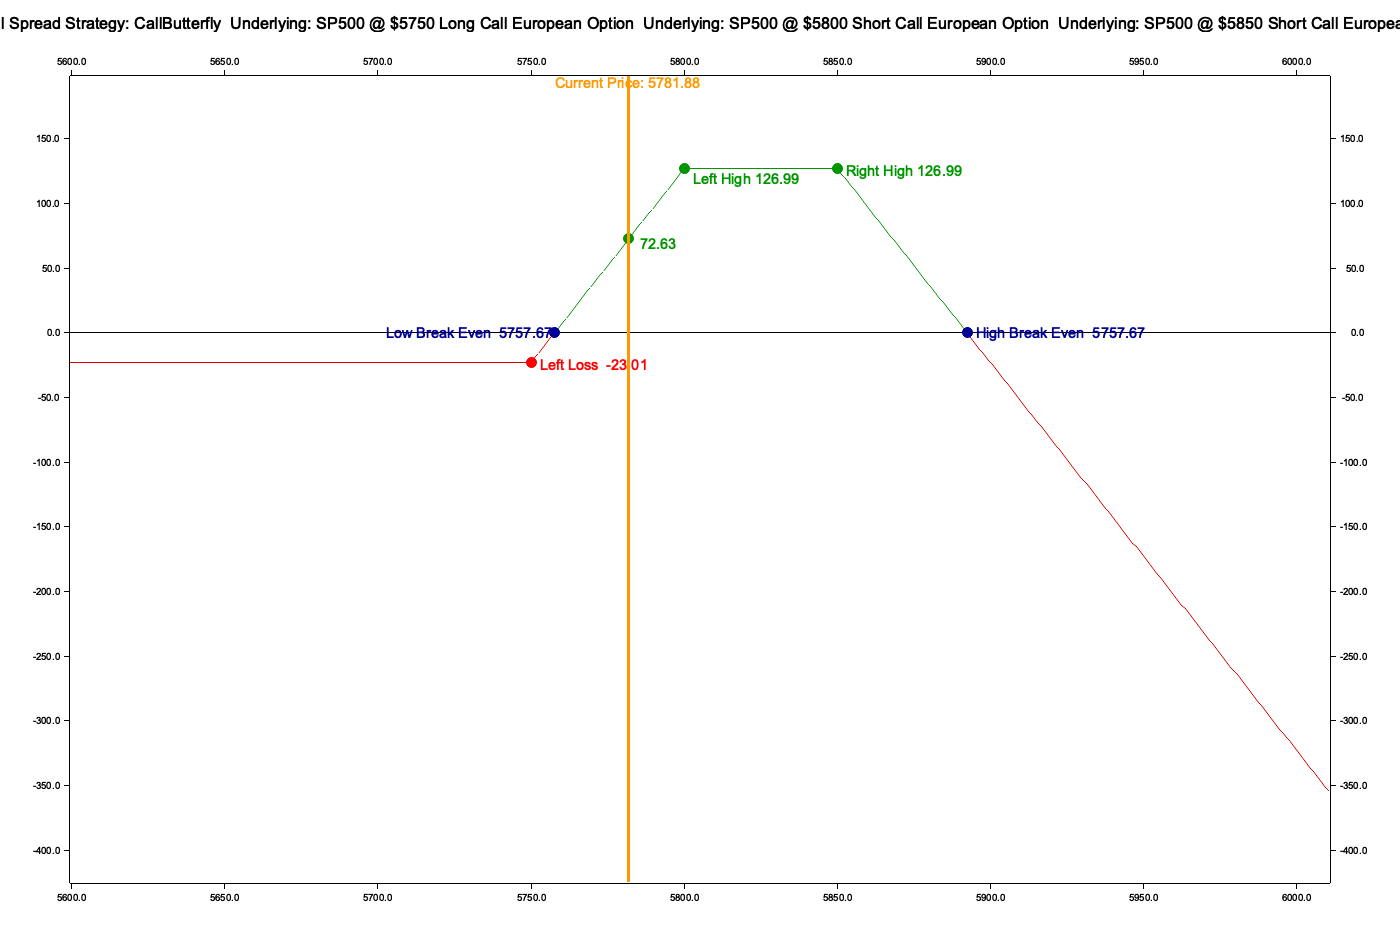 l Spread Strategy: CallButterfly  Underlying: SP500 @ $5750 Long Call European Option  Underlying: SP500 @ $5800 Short Call European Option  Underlying: SP500 @ $5850 Short Call Europea
5600.0 5650.0 5700.0 5750.0 5800.0 5850.0 5900.0 5950.0 6000.0
Current Price: 5781.88
150.0 150.0
Right High 126.99
Left High 126.99
100.0 100.0
72.63
50.0 50.0
0.0 Low Break Even  5757.67 High Break Even  5757.67 0.0
Left Loss  -23.01
-50.0 -50.0
-100.0 -100.0
-150.0 -150.0
-200.0 -200.0
-250.0 -250.0
-300.0 -300.0
-350.0 -350.0
-400.0 -400.0
5600.0 5650.0 5700.0 5750.0 5800.0 5850.0 5900.0 5950.0 6000.0